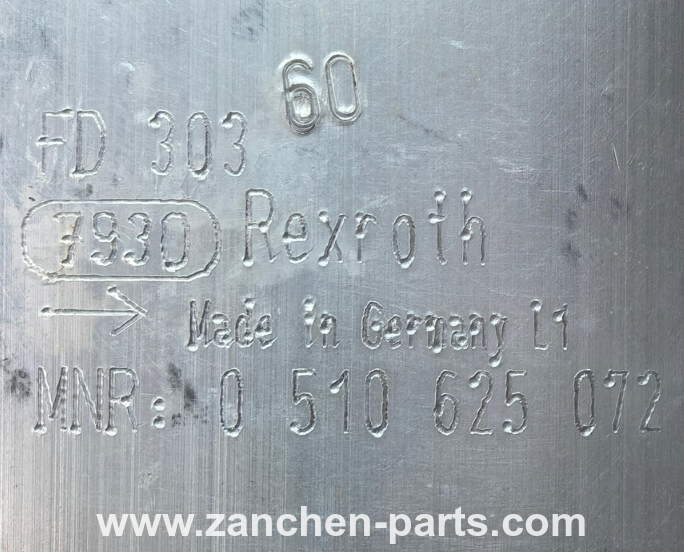 60
FD 303
7930 Rexroth
Made in Germany L1
MNR: 0 510 625 072
www.zanchen-parts.com